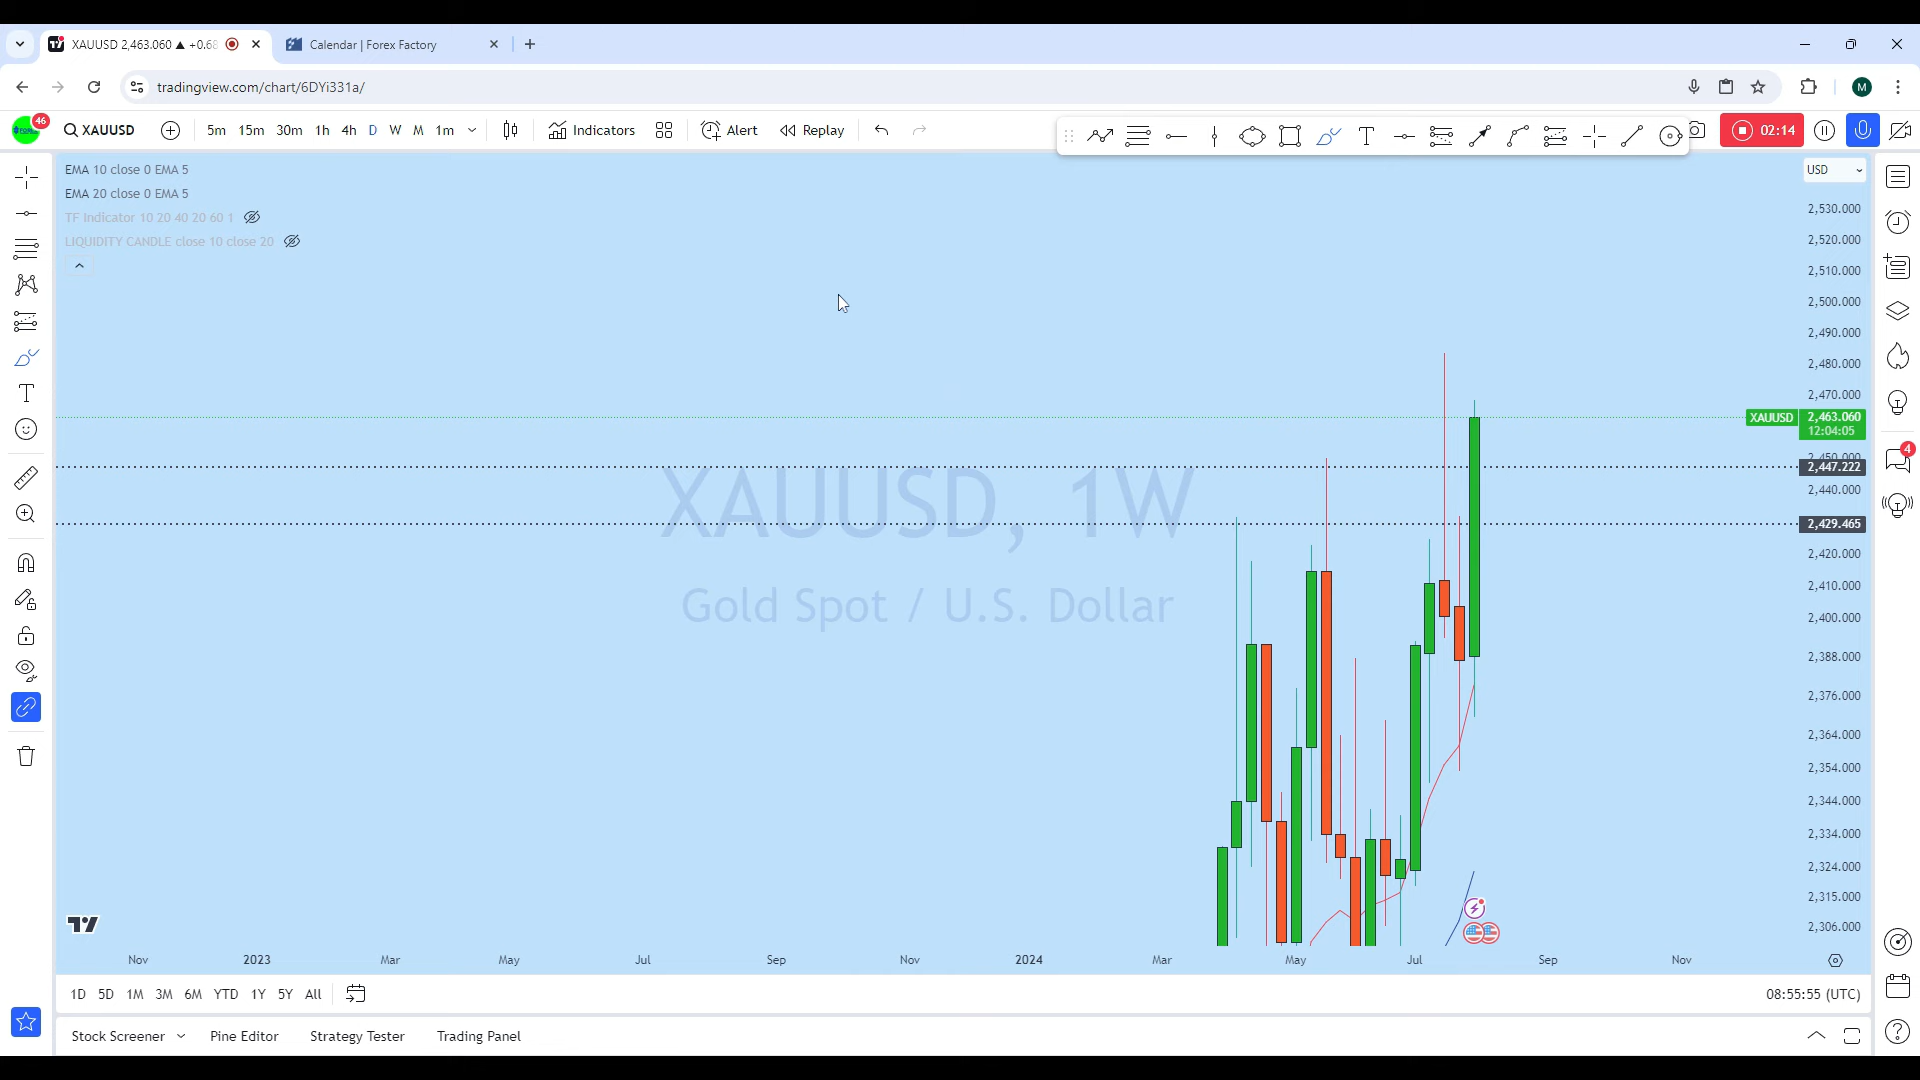 XAUUSD 2,463.060 ▲ +0.68
Calendar | Forex Factory
tradingview.com/chart/6DYi331a/
M
46
XAUUSD
5m 15m 30m 1h 4h D W M 1m
Indicators
Alert
Replay
02:14
EMA 10 close 0 EMA 5
EMA 20 close 0 EMA 5
TF Indicator 10 20 40 20 60 1
LIQUIDITY CANDLE close 10 close 20
USD
2,530.000
2,520.000
2,510.000
2,500.000
2,490.000
2,480.000
2,470.000
XAUUSD 2,463.060
12:04:05
2,450.000
4
2,447.222
2,440.000
2,429.465
2,420.000
2,410.000
2,400.000
2,388.000
2,376.000
2,364.000
2,354.000
2,344.000
2,334.000
2,324.000
2,315.000
2,306.000
XAUUSD, 1W
Gold Spot / U.S. Dollar
Nov 2023 Mar May Jul Sep Nov 2024 Mar May Jul Sep Nov
1D 5D 1M 3M 6M YTD 1Y 5Y All
08:55:55 (UTC)
Stock Screener Pine Editor Strategy Tester Trading Panel